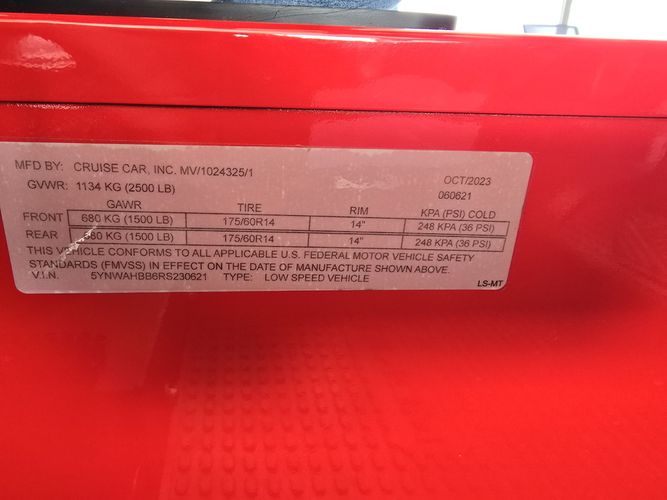 MFD BY: CRUISE CAR, INC. MV/1024325/1 OCT/2023
GVWR: 1134 KG (2500 LB) 060621
GAWR TIRE RIM KPA (PSI) COLD
FRONT 680 KG (1500 LB) 175/60R14 14" 248 KPA (36 PSI)
REAR 680 KG (1500 LB) 175/60R14 14" 248 KPA (36 PSI)
THIS VEHICLE CONFORMS TO ALL APPLICABLE U.S. FEDERAL MOTOR VEHICLE SAFETY
STANDARDS (FMVSS) IN EFFECT ON THE DATE OF MANUFACTURE SHOWN ABOVE.
V.I.N. 5YNWAHBB6RS230621 TYPE: LOW SPEED VEHICLE
LS-MT